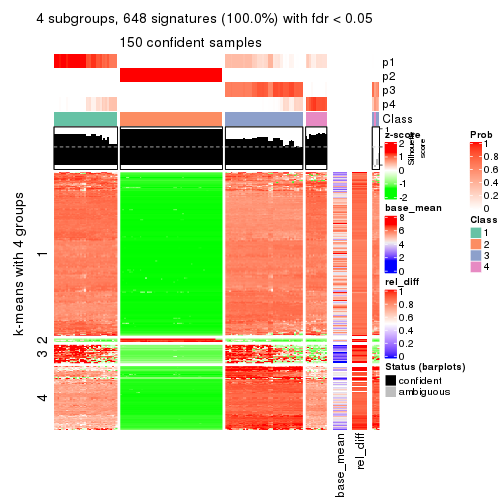 4 subgroups, 648 signatures (100.0%) with fdr < 0.05
150 confident samples
p1
p2
p3
p4
Class
1
Silhouette
score
k-means with 4 groups
1
2
3
4
base_mean
rel_diff
z-score
2
1
0
-1
-2
base_mean
8
6
4
2
0
rel_diff
1
0.8
0.6
0.4
0.2
0
Status (barplots)
confident
ambiguous
Prob
1
0.8
0.6
0.4
0.2
0
Class
1
2
3
4